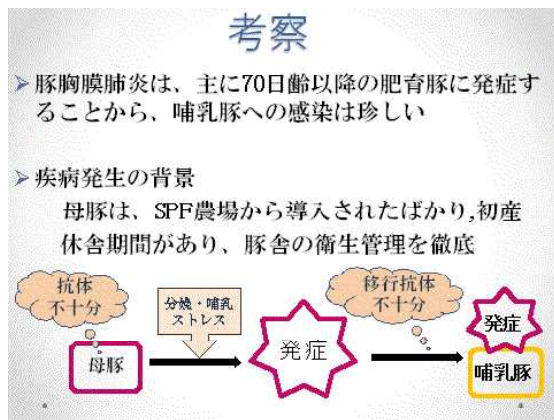 考察
豚胸膜肺炎は、主に70日齢以降の肥育豚に発症す
ることから、哺乳豚への感染は珍しい
疾病発生の背景
母豚は、SPF農場から導入されたばかり,初産
休舎期間があり、豚舎の衛生管理を徹底
抗体
不十分
分娩・哺乳
ストレス
移行抗体
不十分
母豚
発症
発症
哺乳豚